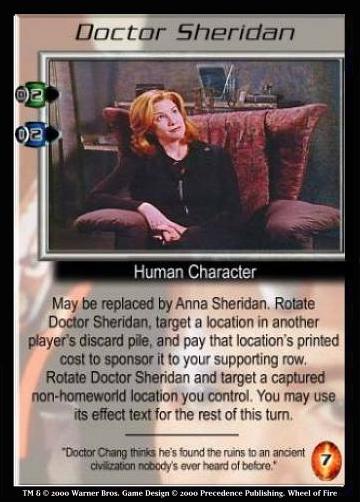 Doctor Sheridan
0 2
0 2
Human Character
May be replaced by Anna Sheridan. Rotate
Doctor Sheridan, target a location in another
player's discard pile, and pay that location's printed
cost to sponsor it to your supporting row.
Rotate Doctor Sheridan and target a captured
non-homeworld location you control. You may use
its effect text for the rest of this turn.
"Doctor Chang thinks he's found the ruins to an ancient
civilization nobody's ever heard of before."
7
TM & © 2000 Warner Bros. Game Design © 2000 Precedence Publishing. Wheel of Fire